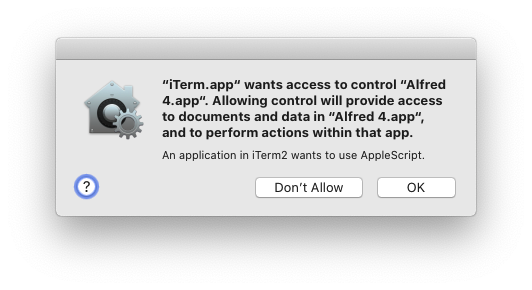 “iTerm.app“ wants access to control “Alfred
4.app“. Allowing control will provide access
to documents and data in “Alfred 4.app“,
and to perform actions within that app.
An application in iTerm2 wants to use AppleScript.
?
Don’t Allow
OK